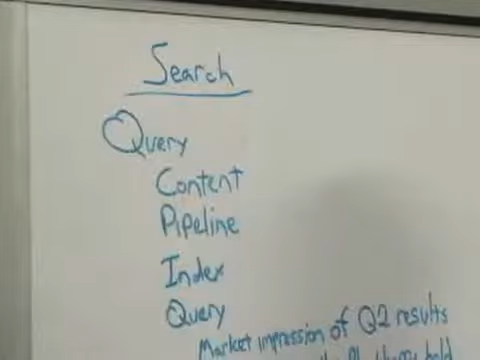 Search
Query
Content
Pipeline
Index
Query
Market impression of Q2 results